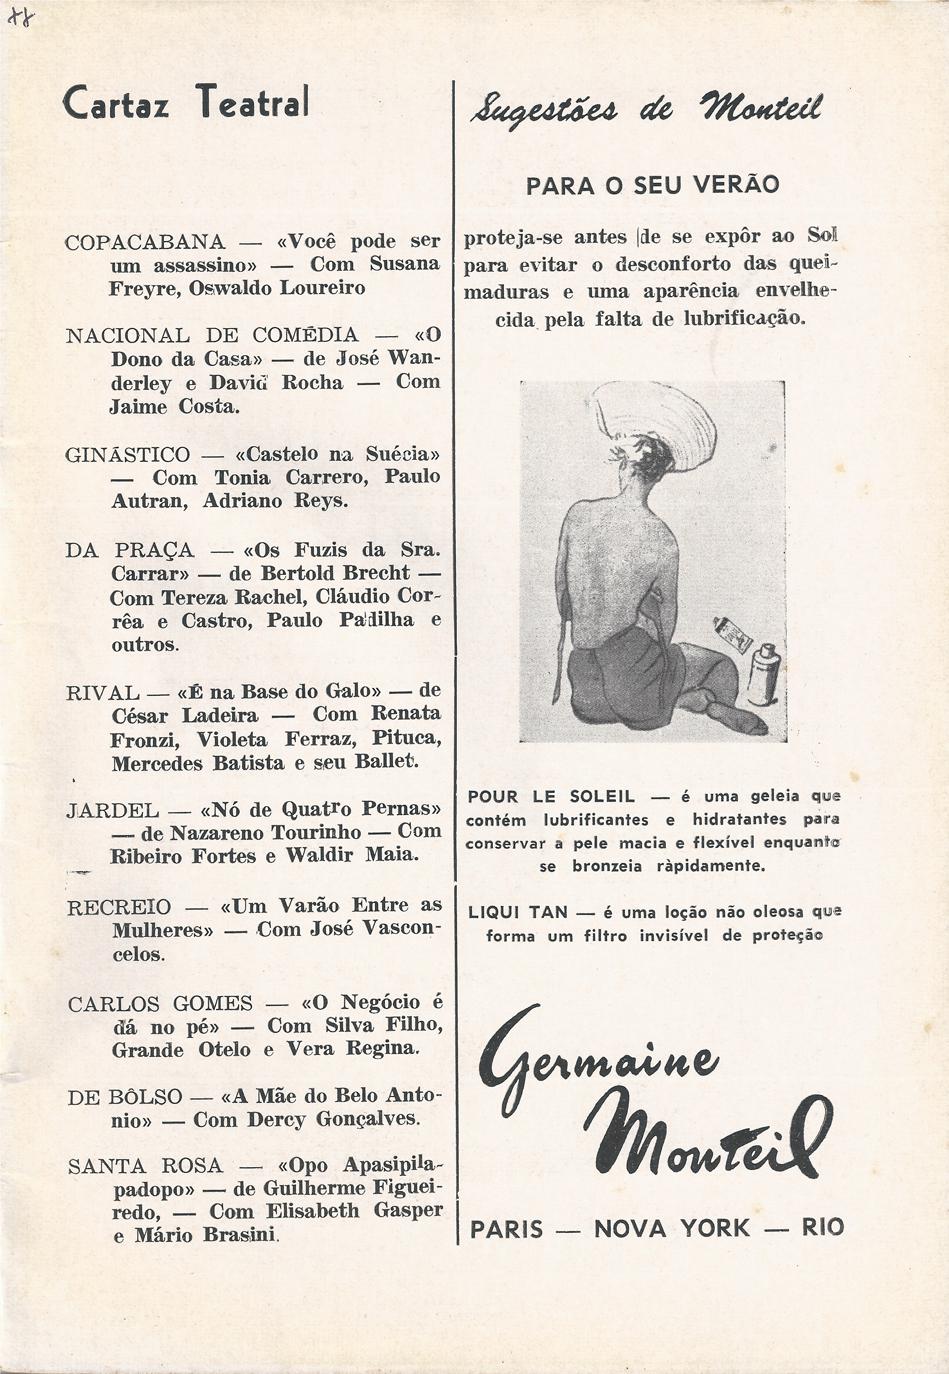 Cartaz Teatral
COPACABANA — «Você pode ser
um assassino» — Com Susana
Freyre, Oswaldo Loureiro
NACIONAL DE COMÉDIA — «O
Dono da Casa» — de José Wan-
derley e David Rocha — Com
Jaime Costa.
GINÁSTICO — «Castelo na Suécia»
— Com Tonia Carrero, Paulo
Autran, Adriano Reys.
DA PRAÇA — «Os Fuzis da Sra.
Carrar» — de Bertold Brecht —
Com Tereza Rachel, Cláudio Cor-
rêa e Castro, Paulo Padilha e
outros.
RIVAL — «É na Base do Galo» — de
César Ladeira — Com Renata
Fronzi, Violeta Ferraz, Pituca,
Mercedes Batista e seu Ballet.
JARDEL — «Nó de Quatro Pernas»
— de Nazareno Tourinho — Com
Ribeiro Fortes e Waldir Maia.
RECREIO — «Um Varão Entre as
Mulheres» — Com José Vascon-
celos.
CARLOS GOMES — «O Negócio é
dá no pé» — Com Silva Filho,
Grande Otelo e Vera Regina.
DE BÔLSO — «A Mãe do Belo Anto-
nio» — Com Dercy Gonçalves.
SANTA ROSA — «Opo Apasipila-
padopo» — de Guilherme Figuei-
redo, — Com Elisabeth Gasper
e Mário Brasini.
Sugestões de Monteil
PARA O SEU VERÃO
proteja-se antes de se expôr ao Sol
para evitar o desconforto das quei-
maduras e uma aparência envelhe-
cida pela falta de lubrificação.
POUR LE SOLEIL — é uma geleia que
contém lubrificantes e hidratantes para
conservar a pele macia e flexível enquanto
se bronzeia ràpidamente.
LIQUI TAN — é uma loção não oleosa que
forma um filtro invisível de proteção
Germaine
Monteil
PARIS — NOVA YORK — RIO